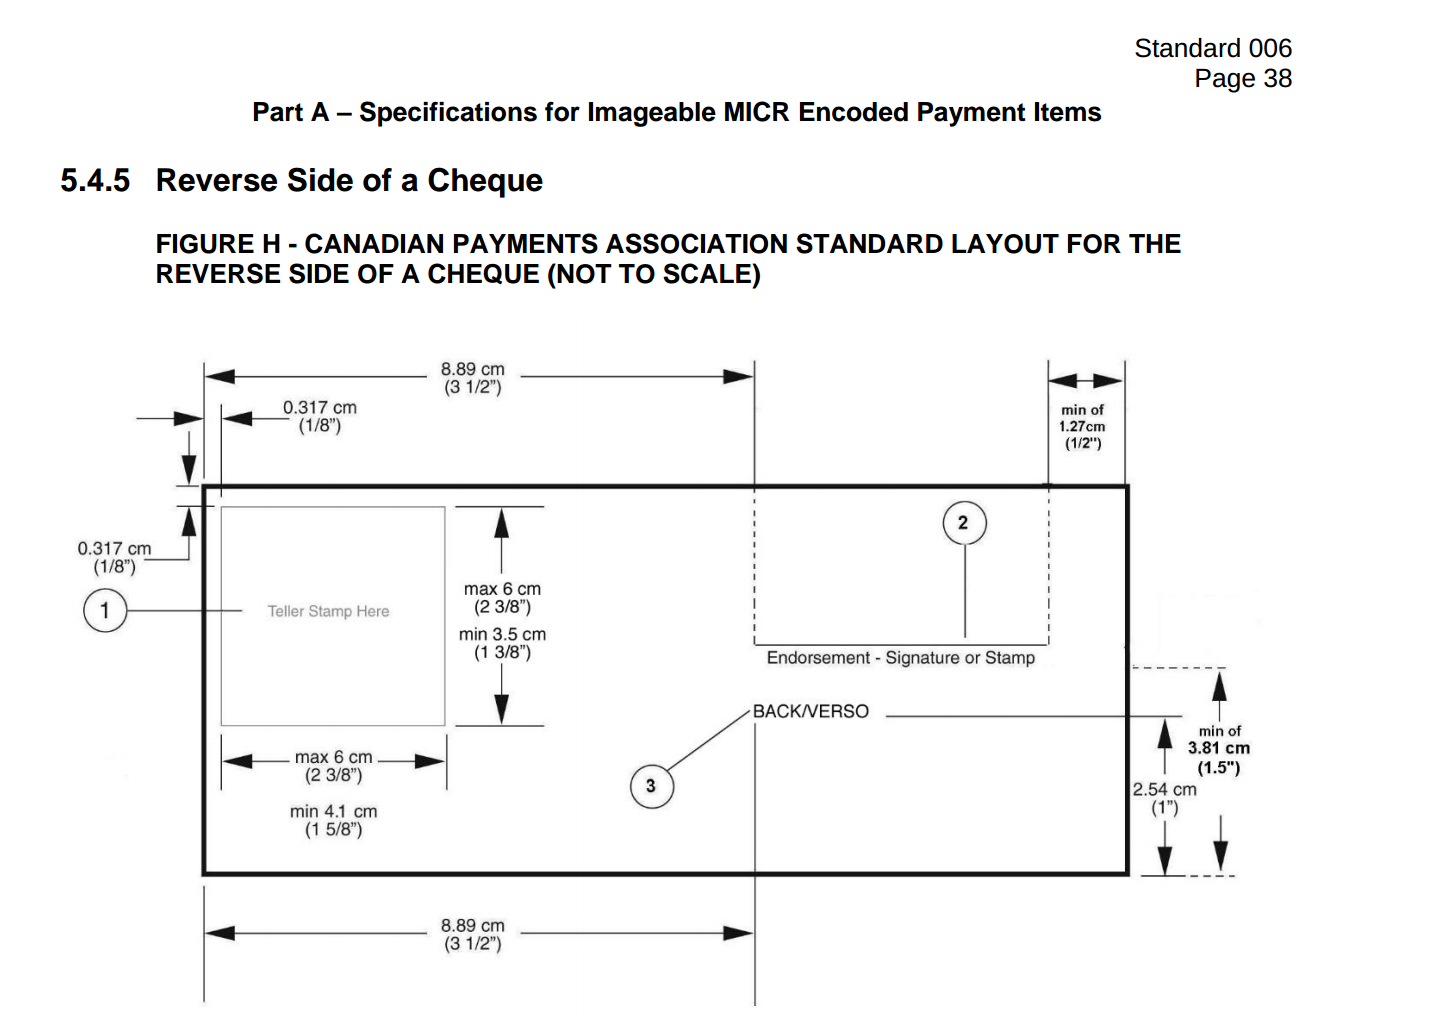 Standard 006
Page 38
Part A – Specifications for Imageable MICR Encoded Payment Items
5.4.5 Reverse Side of a Cheque
FIGURE H - CANADIAN PAYMENTS ASSOCIATION STANDARD LAYOUT FOR THE
REVERSE SIDE OF A CHEQUE (NOT TO SCALE)
8.89 cm
(3 1/2”)
0.317 cm
(1/8”)
min of
1.27cm
(1/2")
2
0.317 cm
(1/8”)
1
Teller Stamp Here
max 6 cm
(2 3/8”)
min 3.5 cm
(1 3/8”)
Endorsement - Signature or Stamp
BACK/VERSO
3
max 6 cm
(2 3/8”)
min 4.1 cm
(1 5/8”)
min of
3.81 cm
(1.5")
2.54 cm
(1”)
8.89 cm
(3 1/2”)